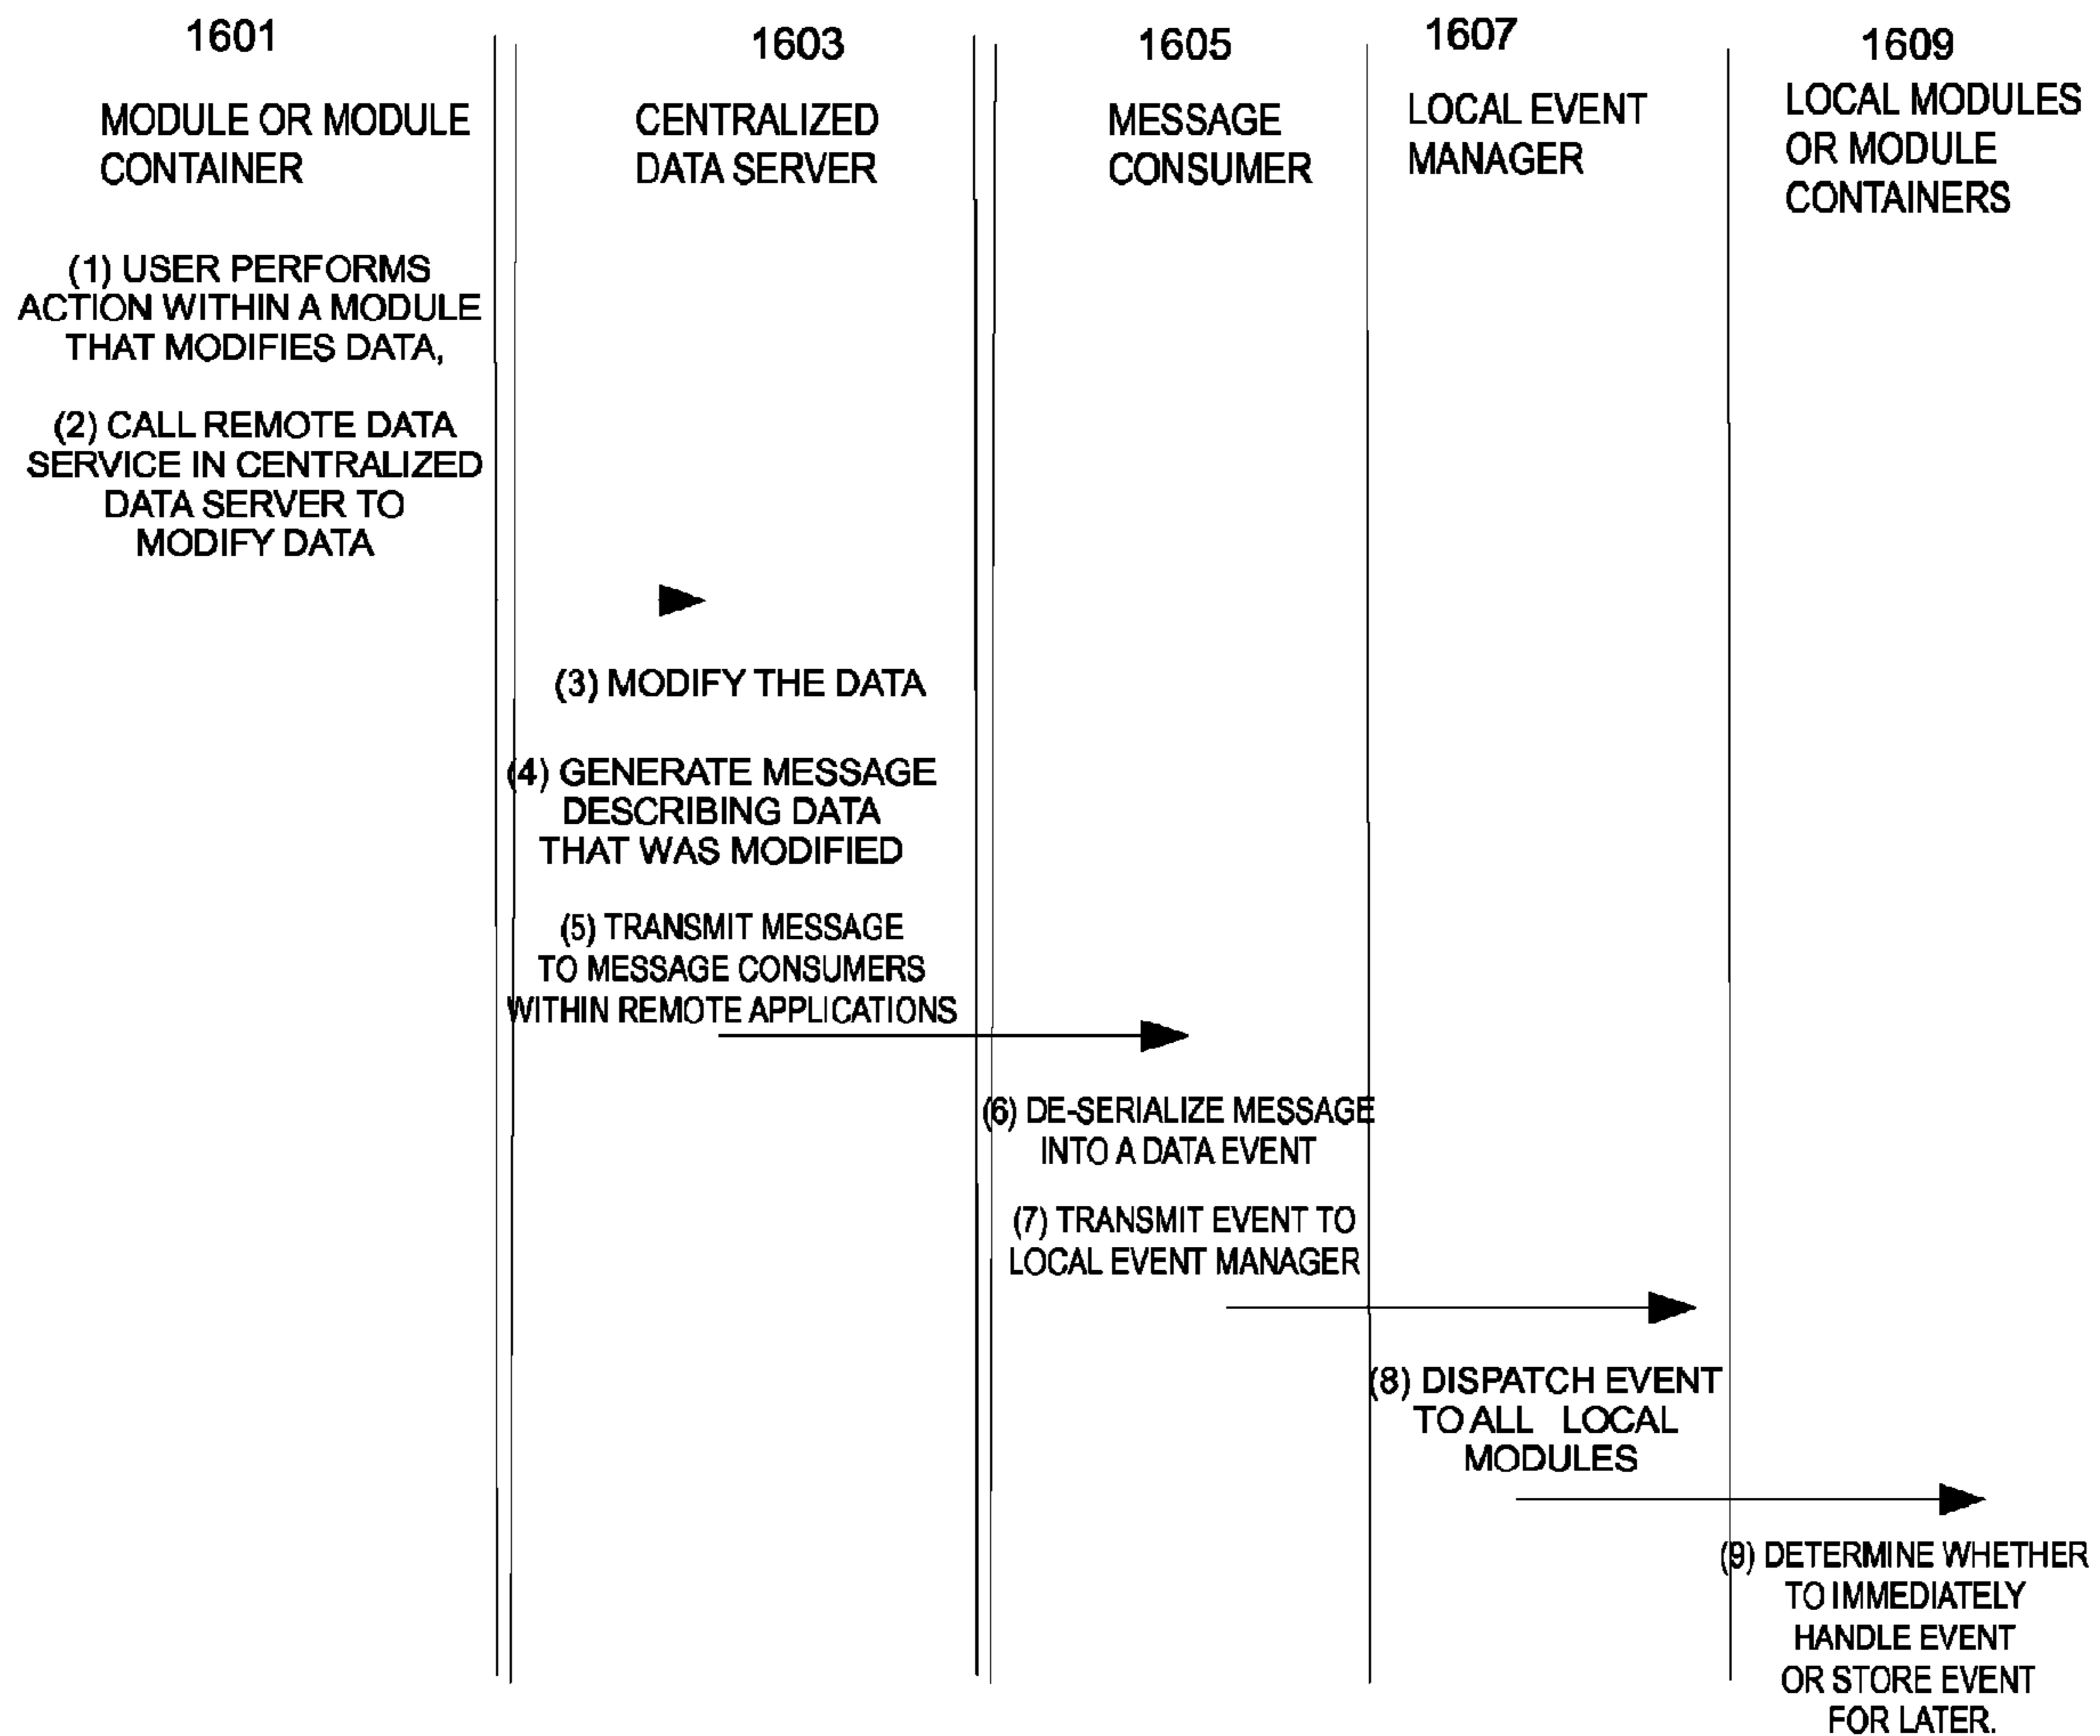 1601
MODULE OR MODULE
CONTAINER
(1) USER PERFORMS
ACTION WITHIN A MODULE
THAT MODIFIES DATA,
(2) CALL REMOTE DATA
SERVICE IN CENTRALIZED
DATA SERVER TO
MODIFY DATA
1603
CENTRALIZED
DATA SERVER
(3) MODIFY THE DATA
(4) GENERATE MESSAGE
DESCRIBING DATA
THAT WAS MODIFIED
(5) TRANSMIT MESSAGE
TO MESSAGE CONSUMERS
WITHIN REMOTE APPLICATIONS
1605
MESSAGE
CONSUMER
(6) DE-SERIALIZE MESSAGE
INTO A DATA EVENT
(7) TRANSMIT EVENT TO
LOCAL EVENT MANAGER
1607
LOCAL EVENT
MANAGER
(8) DISPATCH EVENT
TO ALL LOCAL
MODULES
1609
LOCAL MODULES
OR MODULE
CONTAINERS
(9) DETERMINE WHETHER
TO IMMEDIATELY
HANDLE EVENT
OR STORE EVENT
FOR LATER.